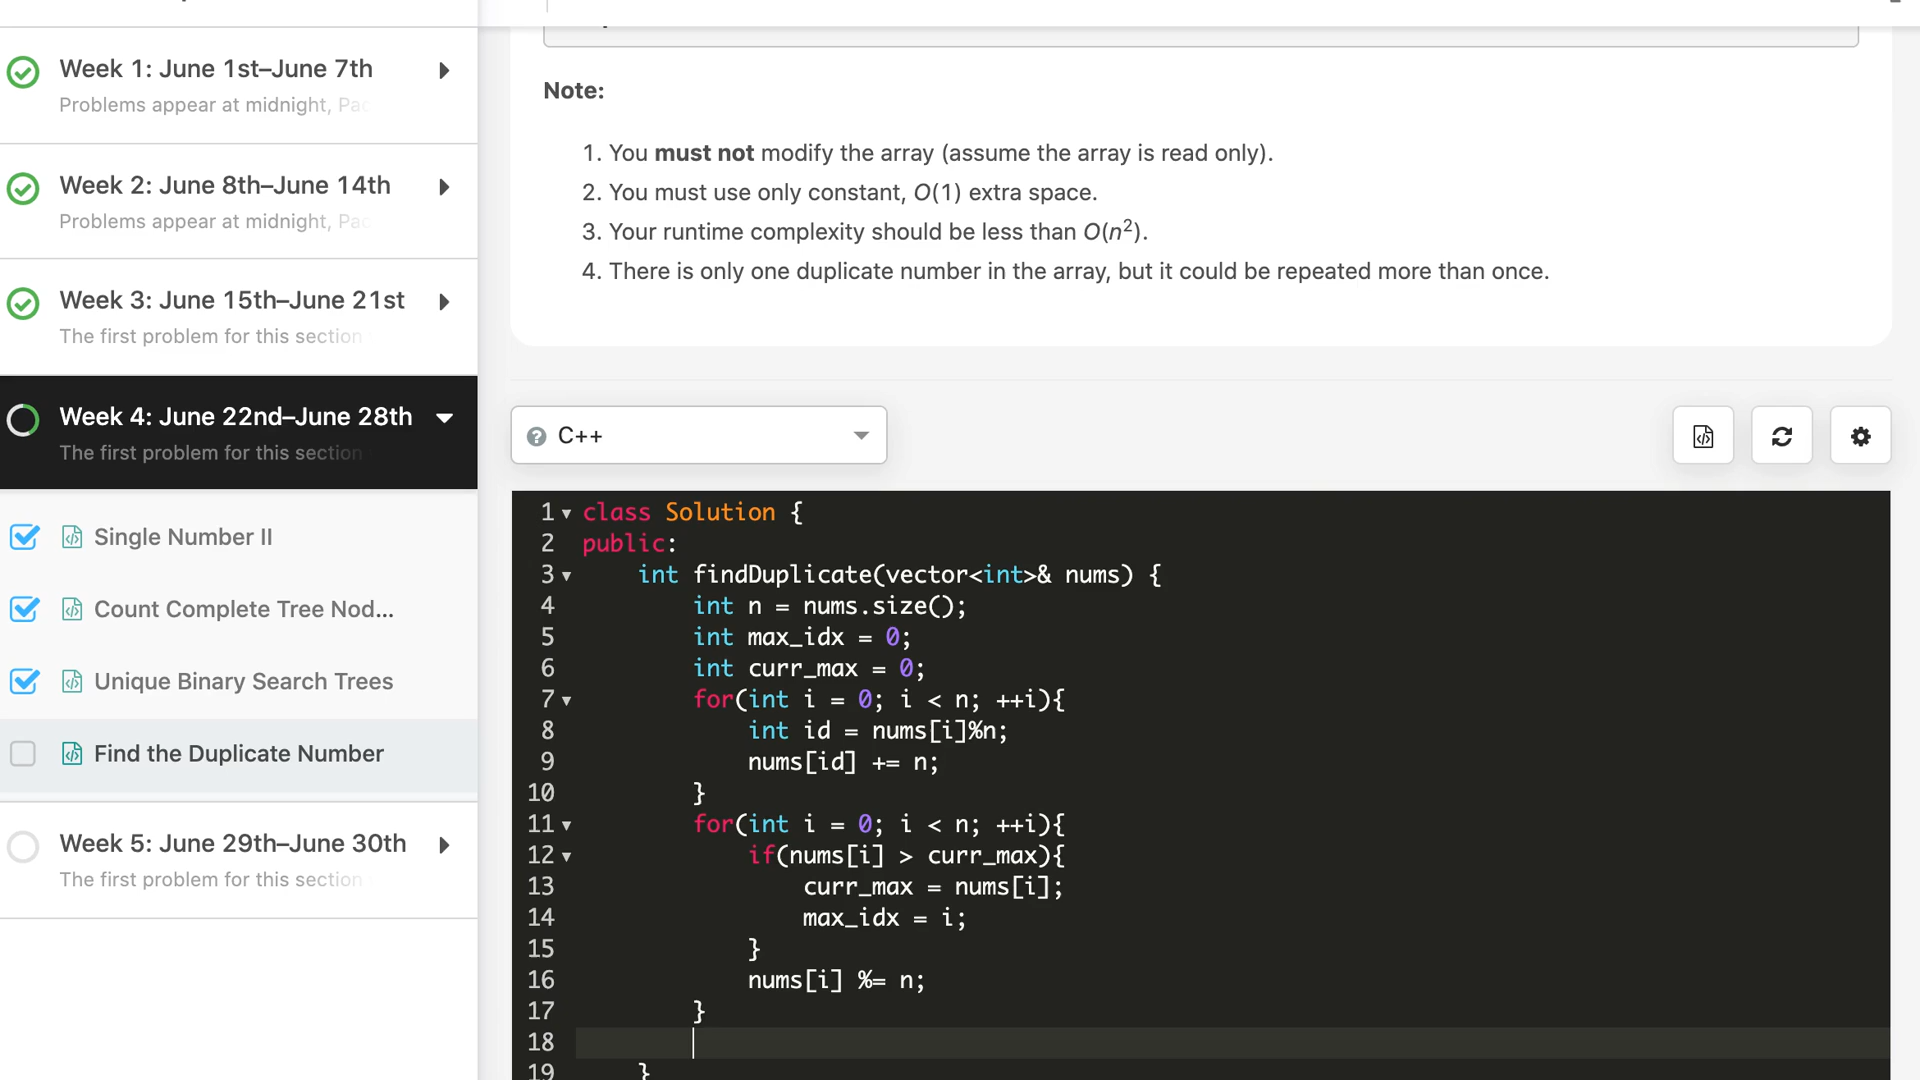 Week 1: June 1st–June 7th
Problems appear at midnight, Pac
Week 2: June 8th–June 14th
Problems appear at midnight, Pac
Week 3: June 15th–June 21st
The first problem for this section
Week 4: June 22nd–June 28th
The first problem for this section
Single Number II
Count Complete Tree Nod...
Unique Binary Search Trees
Find the Duplicate Number
Week 5: June 29th–June 30th
The first problem for this section
Note:
1. You must not modify the array (assume the array is read only).
2. You must use only constant, O(1) extra space.
3. Your runtime complexity should be less than O(n²).
4. There is only one duplicate number in the array, but it could be repeated more than once.
? C++
1 class Solution {
2 public:
3     int findDuplicate(vector<int>& nums) {
4         int n = nums.size();
5         int max_idx = 0;
6         int curr_max = 0;
7         for(int i = 0; i < n; ++i){
8             int id = nums[i]%n;
9             nums[id] += n;
10         }
11         for(int i = 0; i < n; ++i){
12             if(nums[i] > curr_max){
13                 curr_max = nums[i];
14                 max_idx = i;
15             }
16             nums[i] %= n;
17         }
18
19     }